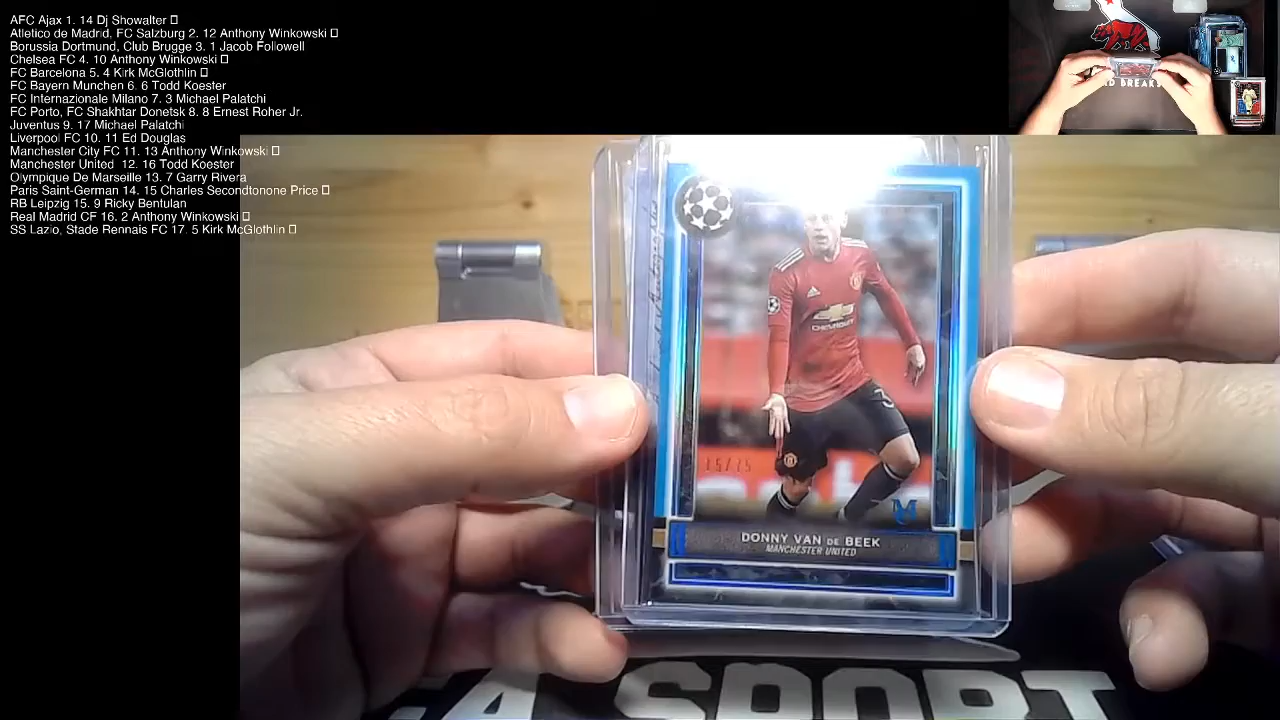 AFC Ajax 1. 14 Dj Showalter
Atletico de Madrid. FC Salzburg 2. 12 Anthony Winkowski
Borussia Dortmund, Club Brugge 3. 1 Jacob Followell
Chelsea FC 4. 10 Anthony Winkowski
FC Barcelona 5. 4 Kirk McGlothlin
FC Bayern Munchen 6. 6 Todd Koester
FC Internazionale Milano 7. 3 Michael Palatchi
FC Porto, FC Shakhtar Donetsk 8. 8 Ernest Roher Jr.
Juventus 9. 17 Michael Palatchi
Liverpool FC 10. 11 Ed Douglas
Manchester City FC 11. 13 Anthony Winkowski
Manchester United 12. 16 Todd Koester
Olympique De Marseille 13. 7 Garry Rivera
Paris Saint-German 14. 15 Charles Secondtonone Price
RB Leipzig 15. 9 Ricky Bentulan
Real Madrid CF 16. 2 Anthony Winkowski
SS Lazio, Stade Rennais FC 17. 5 Kirk McGlothlin
BREAKS
CHEVROLET
15/75
DONNY VAN DE BEEK
MANCHESTER UNITED
SPORT